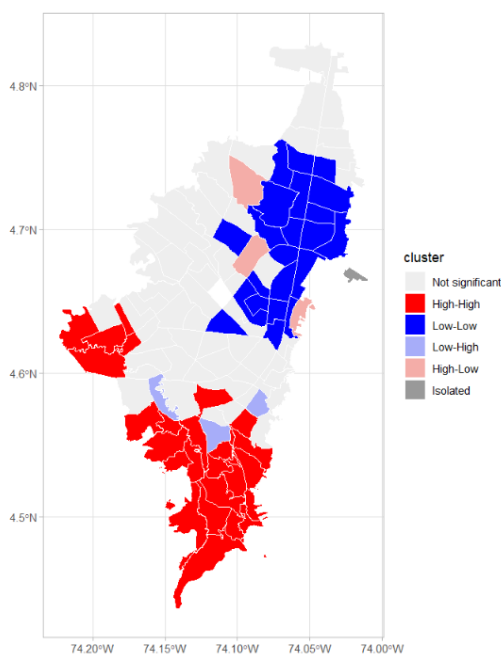 4.8°N
4.7°N
4.6°N
4.5°N
74.20°W 74.15°W 74.10°W 74.05°W 74.00°W
cluster
Not significant
High-High
Low-Low
Low-High
High-Low
Isolated